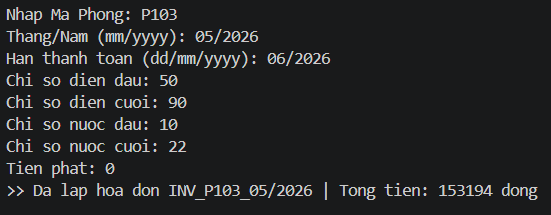 Nhap Ma Phong: P103
Thang/Nam (mm/yyyy): 05/2026
Han thanh toan (dd/mm/yyyy): 06/2026
Chi so dien dau: 50
Chi so dien cuoi: 90
Chi so nuoc dau: 10
Chi so nuoc cuoi: 22
Tien phat: 0
>> Da lap hoa don INV_P103_05/2026 | Tong tien: 153194 dong